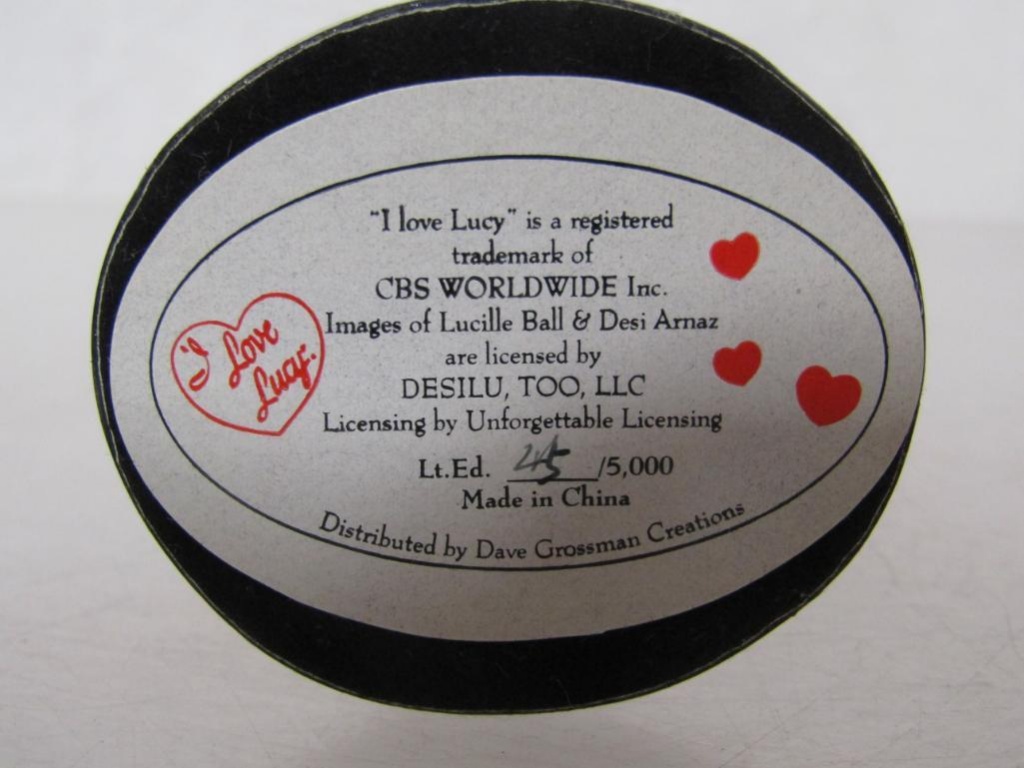 "I love Lucy" is a registered
trademark of
CBS WORLDWIDE Inc.
Images of Lucille Ball & Desi Arnaz
are licensed by
DESILU, TOO, LLC
Licensing by Unforgettable Licensing
Lt.Ed. /5,000
Made in China
Distributed by Dave Grossman Creations
"I
Love
Lucy".